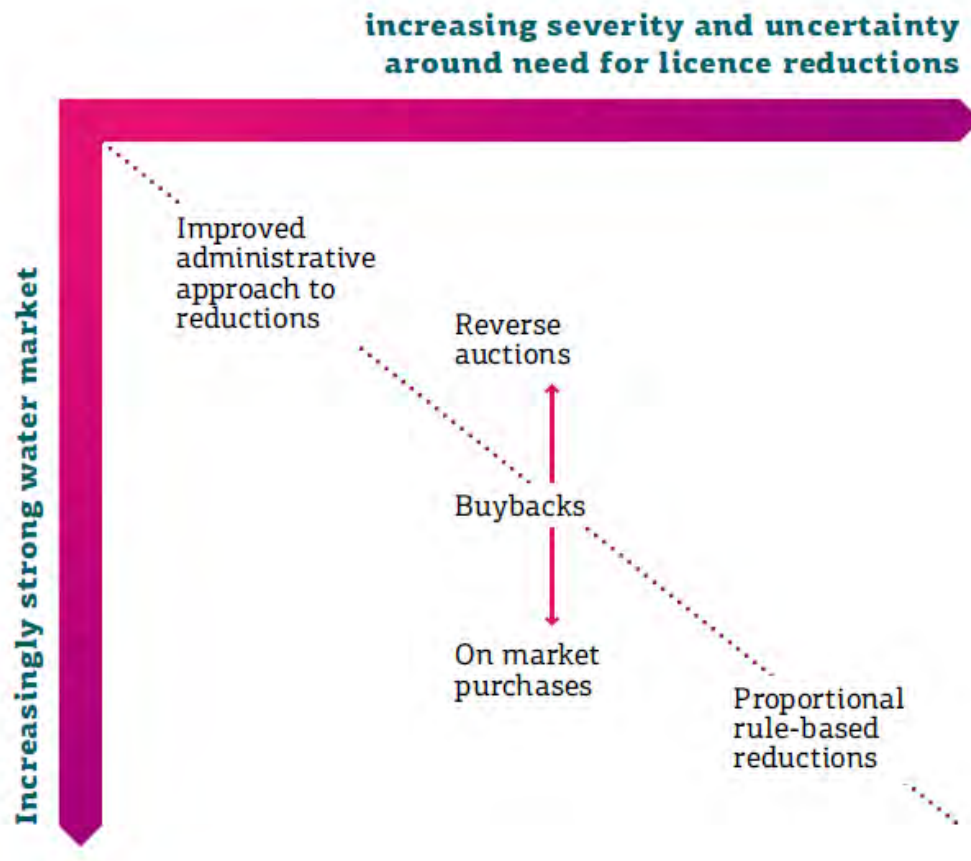 increasing severity and uncertainty
around need for licence reductions
Increasingly strong water market
Improved
administrative
approach to
reductions
Reverse
auctions
Buybacks
On market
purchases
Proportional
rule-based
reductions